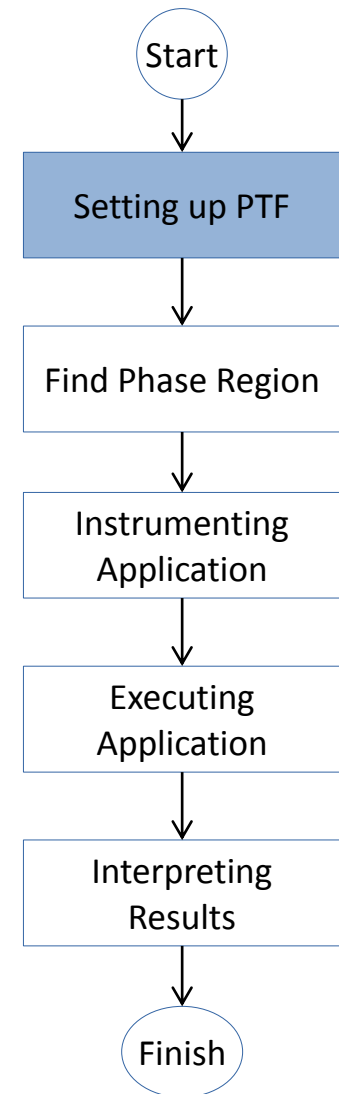 Start
Setting up PTF
Find Phase Region
Instrumenting
Application
Executing
Application
Interpreting
Results
Finish